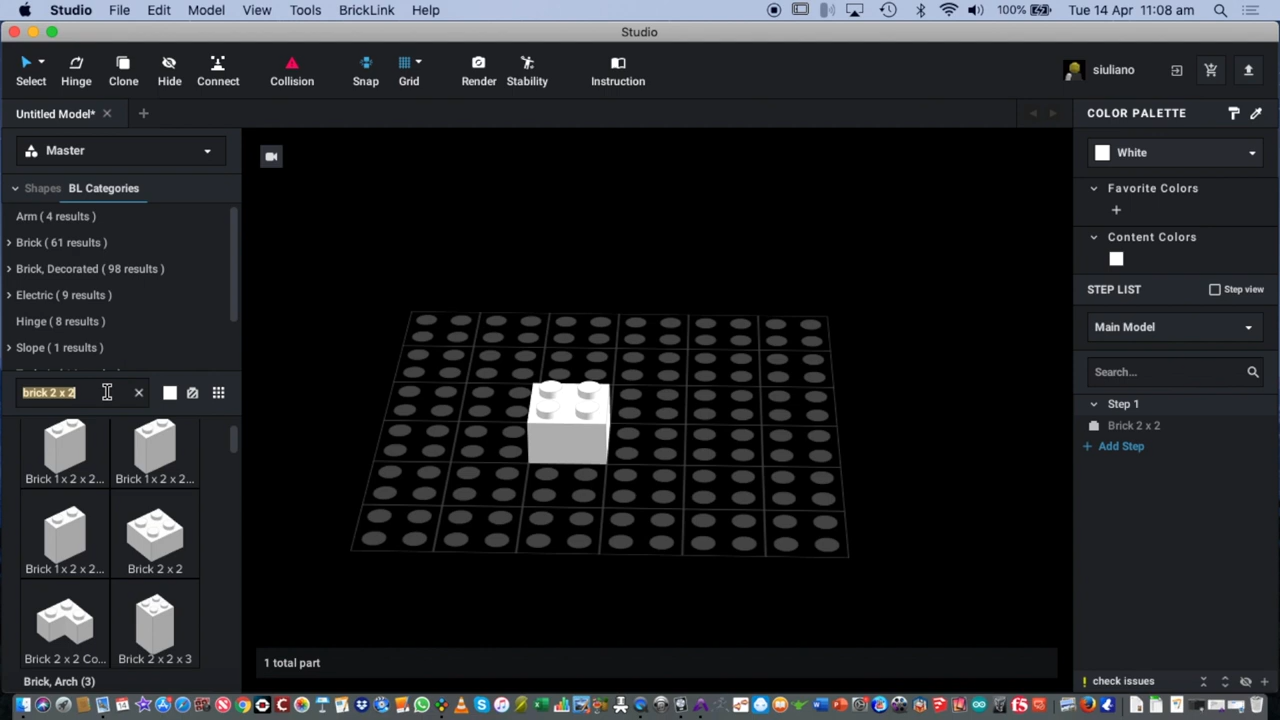 Studio File Edit Model View Tools BrickLink Help 100% Tue 14 Apr 11:08 am
Studio
Select Hinge Clone Hide Connect Collision Snap Grid Render Stability Instruction siuliano
Untitled Model*
COLOR PALETTE
Master
White
Shapes BL Categories
Favorite Colors
Arm ( 4 results )
Brick ( 61 results )
Content Colors
Brick, Decorated ( 98 results )
Electric ( 9 results )
STEP LIST Step view
Hinge ( 8 results )
Main Model
Slope ( 1 results )
Search...
brick 2 x 2
Step 1
Brick 2 x 2
Add Step
Brick 1 x 2 x 2... Brick 1 x 2 x 2...
Brick 1 x 2 x 2... Brick 2 x 2
Brick 2 x 2 Co... Brick 2 x 2 x 3
1 total part
Brick, Arch (3)
check issues